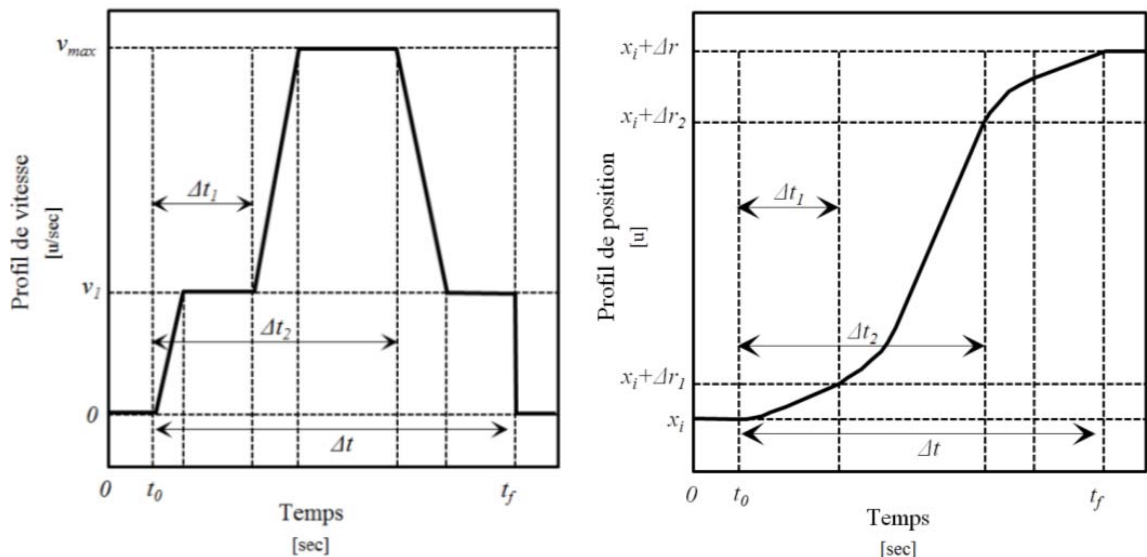 v_max
v_1
0
Δt_1
Δt_2
Δt
Profil de vitesse
[u/sec]
0
t_0
t_f
Temps
[sec]
x_i+Δr
x_i+Δr_2
x_i+Δr_1
x_i
Δt_1
Δt_2
Δt
Profil de position
[u]
0
t_0
t_f
Temps
[sec]